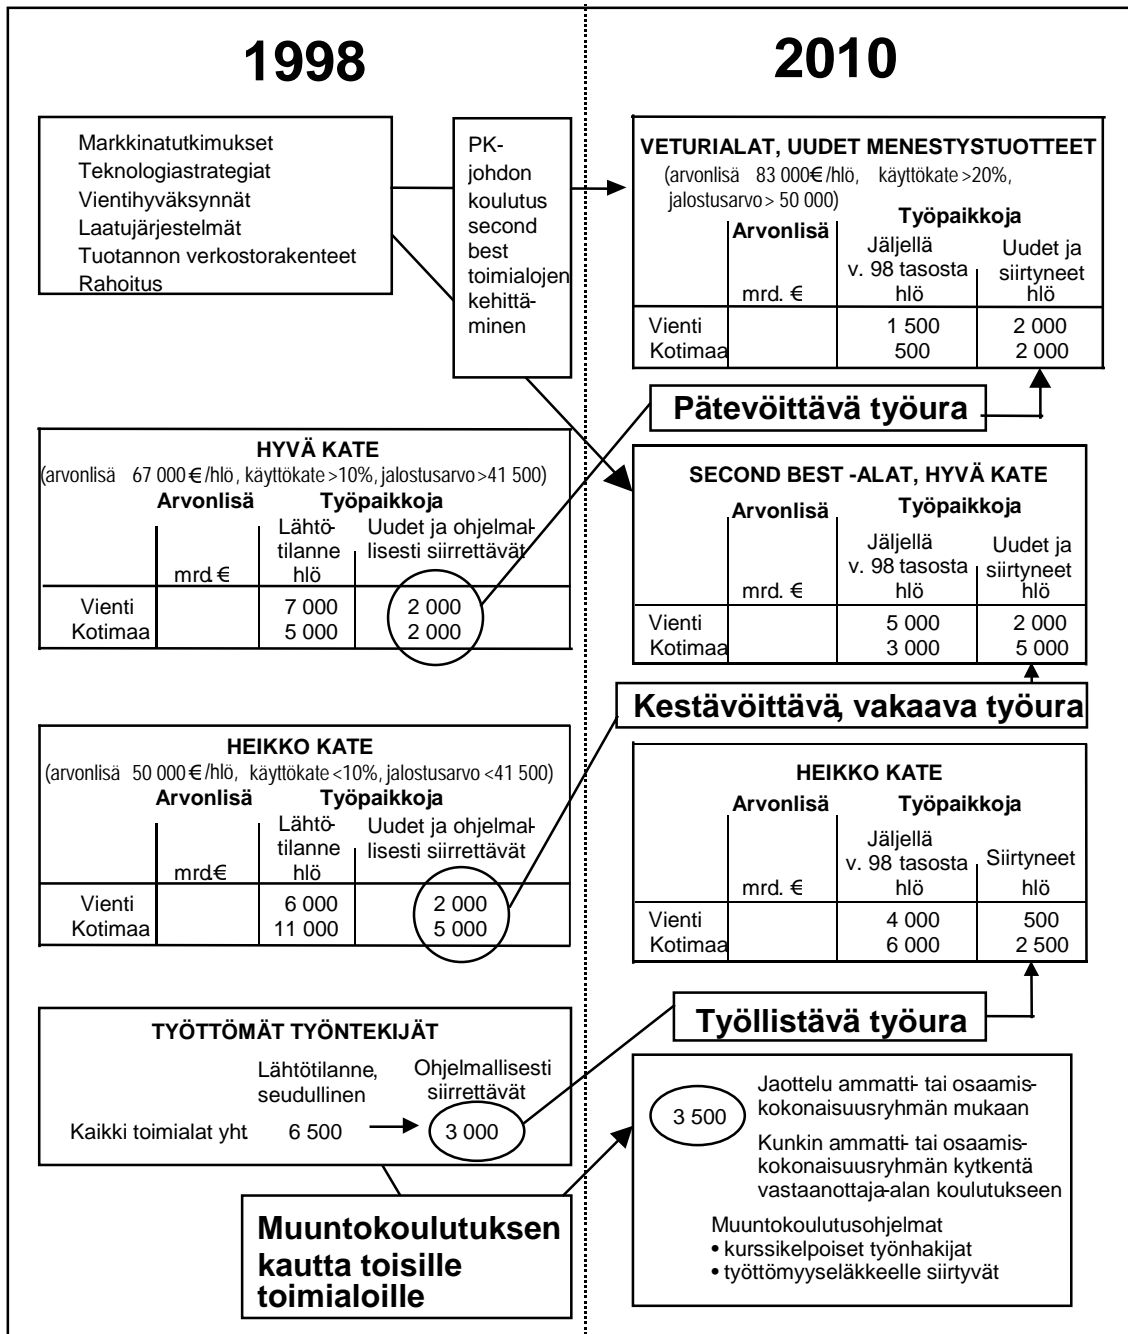 1998
Markkinatutkimukset
Teknologiastrategiat
Vientihyväksynnät
Laatujärjestelmät
Tuotannon verkostorakenteet
Rahoitus
PK-
johdon
koulutus
second
best
toimialojen
kehittä-
minen
HYVÄ KATE
(arvonlisä 67 000 € /hlö, käyttökate >10%, jalostusarvo >41 500)
Arvonlisä Työpaikkoja
Lähtö- Uudet ja ohjelmal-
tilanne lisesti siirrettävät
mrd. € hlö
Vienti 7 000 2 000
Kotimaa 5 000 2 000
HEIKKO KATE
(arvonlisä 50 000 € /hlö, käyttökate <10%, jalostusarvo <41 500)
Arvonlisä Työpaikkoja
Lähtö- Uudet ja ohjelmal-
tilanne lisesti siirrettävät
mrd.€ hlö
Vienti 6 000 2 000
Kotimaa 11 000 5 000
TYÖTTÖMÄT TYÖNTEKIJÄT
Lähtötilanne, Ohjelmallisesti
seudullinen siirrettävät
Kaikki toimialat yht. 6 500 3 000
Muuntokoulutuksen
kautta toisille
toimialoille
2010
VETURIALAT, UUDET MENESTYSTUOTTEET
(arvonlisä 83 000€ /hlö, käyttökate >20%,
jalostusarvo > 50 000)
Arvonlisä Työpaikkoja
Jäljellä Uudet ja
v. 98 tasosta siirtyneet
mrd. € hlö hlö
Vienti 1 500 2 000
Kotimaa 500 2 000
Pätevöittävä työura
SECOND BEST -ALAT, HYVÄ KATE
Arvonlisä Työpaikkoja
Jäljellä Uudet ja
v. 98 tasosta siirtyneet
mrd. € hlö hlö
Vienti 5 000 2 000
Kotimaa 3 000 5 000
Kestävöittävä, vakaava työura
HEIKKO KATE
Arvonlisä Työpaikkoja
Jäljellä
v. 98 tasosta Siirtyneet
mrd. € hlö hlö
Vienti 4 000 500
Kotimaa 6 000 2 500
Työllistävä työura
3 500
Jaottelu ammatti- tai osaamis-
kokonaisuusryhmän mukaan
Kunkin ammatti- tai osaamis-
kokonaisuusryhmän kytkentä
vastaanottaja-alan koulutukseen
Muuntokoulutusohjelmat
• kurssikelpoiset työnhakijat
• työttömyyseläkkeelle siirtyvät